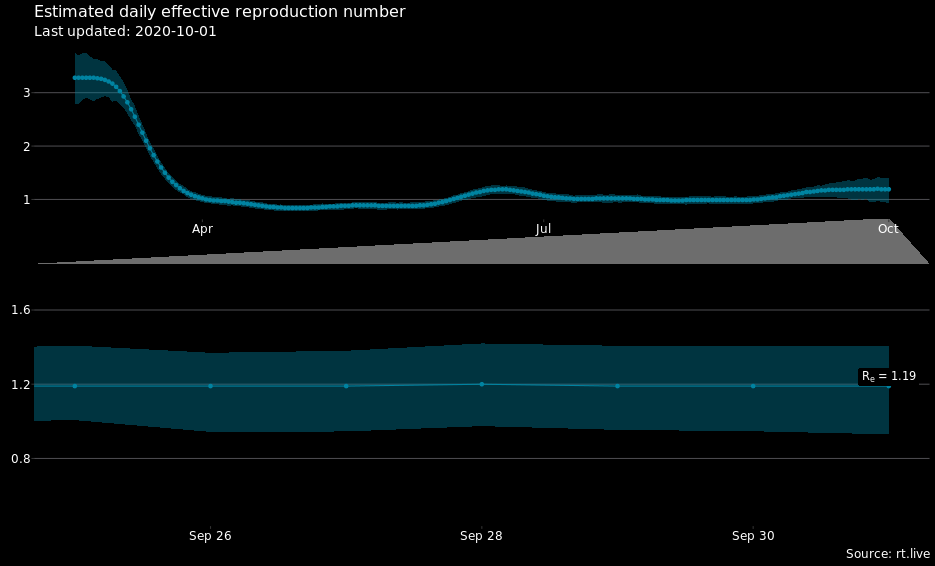 Estimated daily effective reproduction number
Last updated: 2020-10-01
3
2
1
Apr
Jul
Oct
1.6
1.2
0.8
Re = 1.19
Sep 26
Sep 28
Sep 30
Source: rt.live